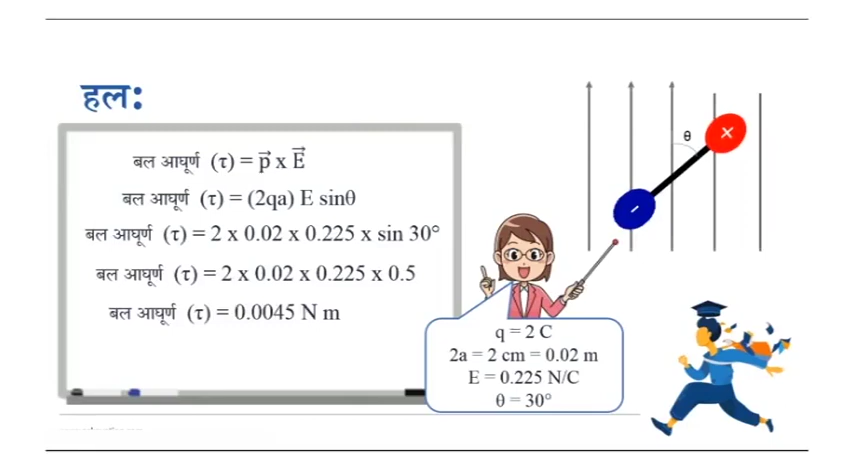 हल:
बल आघूर्ण (τ) = p⃗ x E⃗
बल आघूर्ण (τ) = (2qa) E sinθ
बल आघूर्ण (τ) = 2 x 0.02 x 0.225 x sin 30°
बल आघूर्ण (τ) = 2 x 0.02 x 0.225 x 0.5
बल आघूर्ण (τ) = 0.0045 N m
θ
q = 2 C
2a = 2 cm = 0.02 m
E = 0.225 N/C
θ = 30°